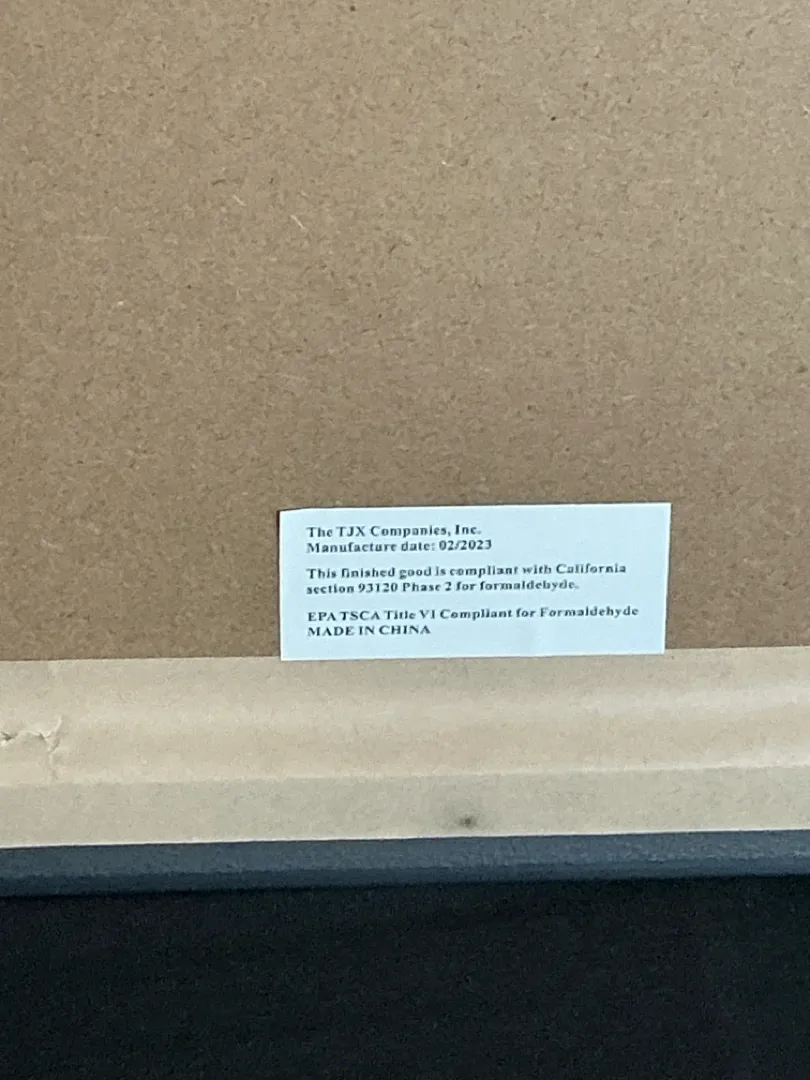 The TJX Companies, Inc.
Manufacture date: 02/2023
This finished good is compliant with California
section 93120 Phase 2 for formaldehyde.
EPA TSCA Title VI Compliant for Formaldehyde
MADE IN CHINA